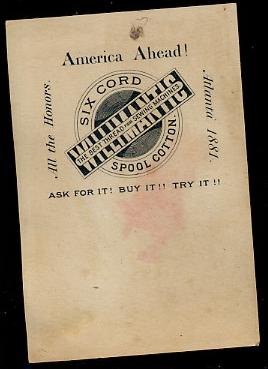 America Ahead!
All the Honors.
Atlanta 1881.
SIX CORD
WILLIMANTIC
THE BEST THREAD FOR SEWING MACHINES
WILLIMANTIC
SPOOL COTTON.
ASK FOR IT! BUY IT!! TRY IT!!